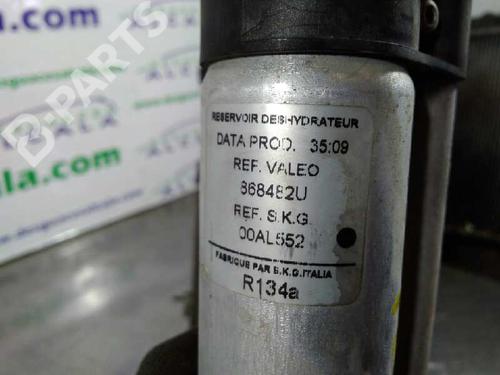 RESERVOIR DESHYDRATEUR
DATA PROD. 35:09
REF. VALEO
868482U
REF. S.K.G.
00AL552
FABRIQUE PAR S.K.G.ITALIA
R134a
B-PARTS